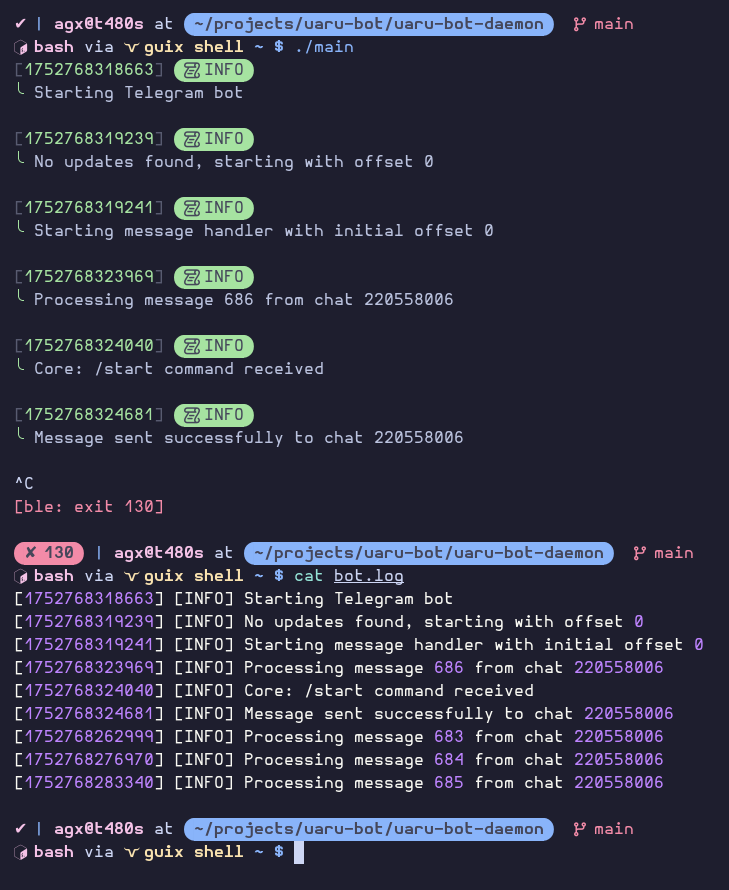 ✔ | agx@t480s at ~/projects/uaru-bot/uaru-bot-daemon main
bash via guix shell ~ $ ./main
[1752768318663] INFO
╰ Starting Telegram bot
[1752768319239] INFO
╰ No updates found, starting with offset 0
[1752768319241] INFO
╰ Starting message handler with initial offset 0
[1752768323969] INFO
╰ Processing message 686 from chat 220558006
[1752768324040] INFO
╰ Core: /start command received
[1752768324681] INFO
╰ Message sent successfully to chat 220558006
^C
[ble: exit 130]
✘ 130 | agx@t480s at ~/projects/uaru-bot/uaru-bot-daemon main
bash via guix shell ~ $ cat bot.log
[1752768318663] [INFO] Starting Telegram bot
[1752768319239] [INFO] No updates found, starting with offset 0
[1752768319241] [INFO] Starting message handler with initial offset 0
[1752768323969] [INFO] Processing message 686 from chat 220558006
[1752768324040] [INFO] Core: /start command received
[1752768324681] [INFO] Message sent successfully to chat 220558006
[1752768262999] [INFO] Processing message 683 from chat 220558006
[1752768276970] [INFO] Processing message 684 from chat 220558006
[1752768283340] [INFO] Processing message 685 from chat 220558006
✔ | agx@t480s at ~/projects/uaru-bot/uaru-bot-daemon main
bash via guix shell ~ $